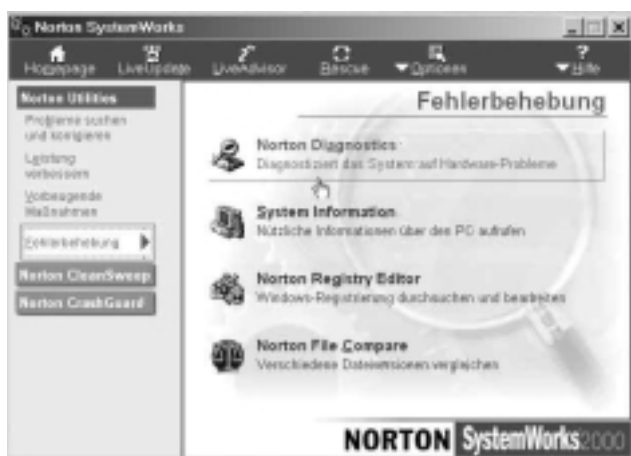 Norton SystemWorks
Homepage LiveUpdate LiveAdvisor Rescue Optionen Hilfe
Norton Utilities
Probleme suchen
und korrigieren
Leistung
verbessern
Vorbeugende
Maßnahmen
Fehlerbehebung
Norton CleanSweep
Norton CrashGuard
Fehlerbehebung
Norton Diagnostics
Diagnostiziert das System auf Hardware-Probleme
System Information
Nützliche Informationen über den PC aufrufen
Norton Registry Editor
Windows-Registrierung durchsuchen und bearbeiten
Norton File Compare
Verschiedene Dateiversionen vergleichen
NORTON SystemWorks 2000